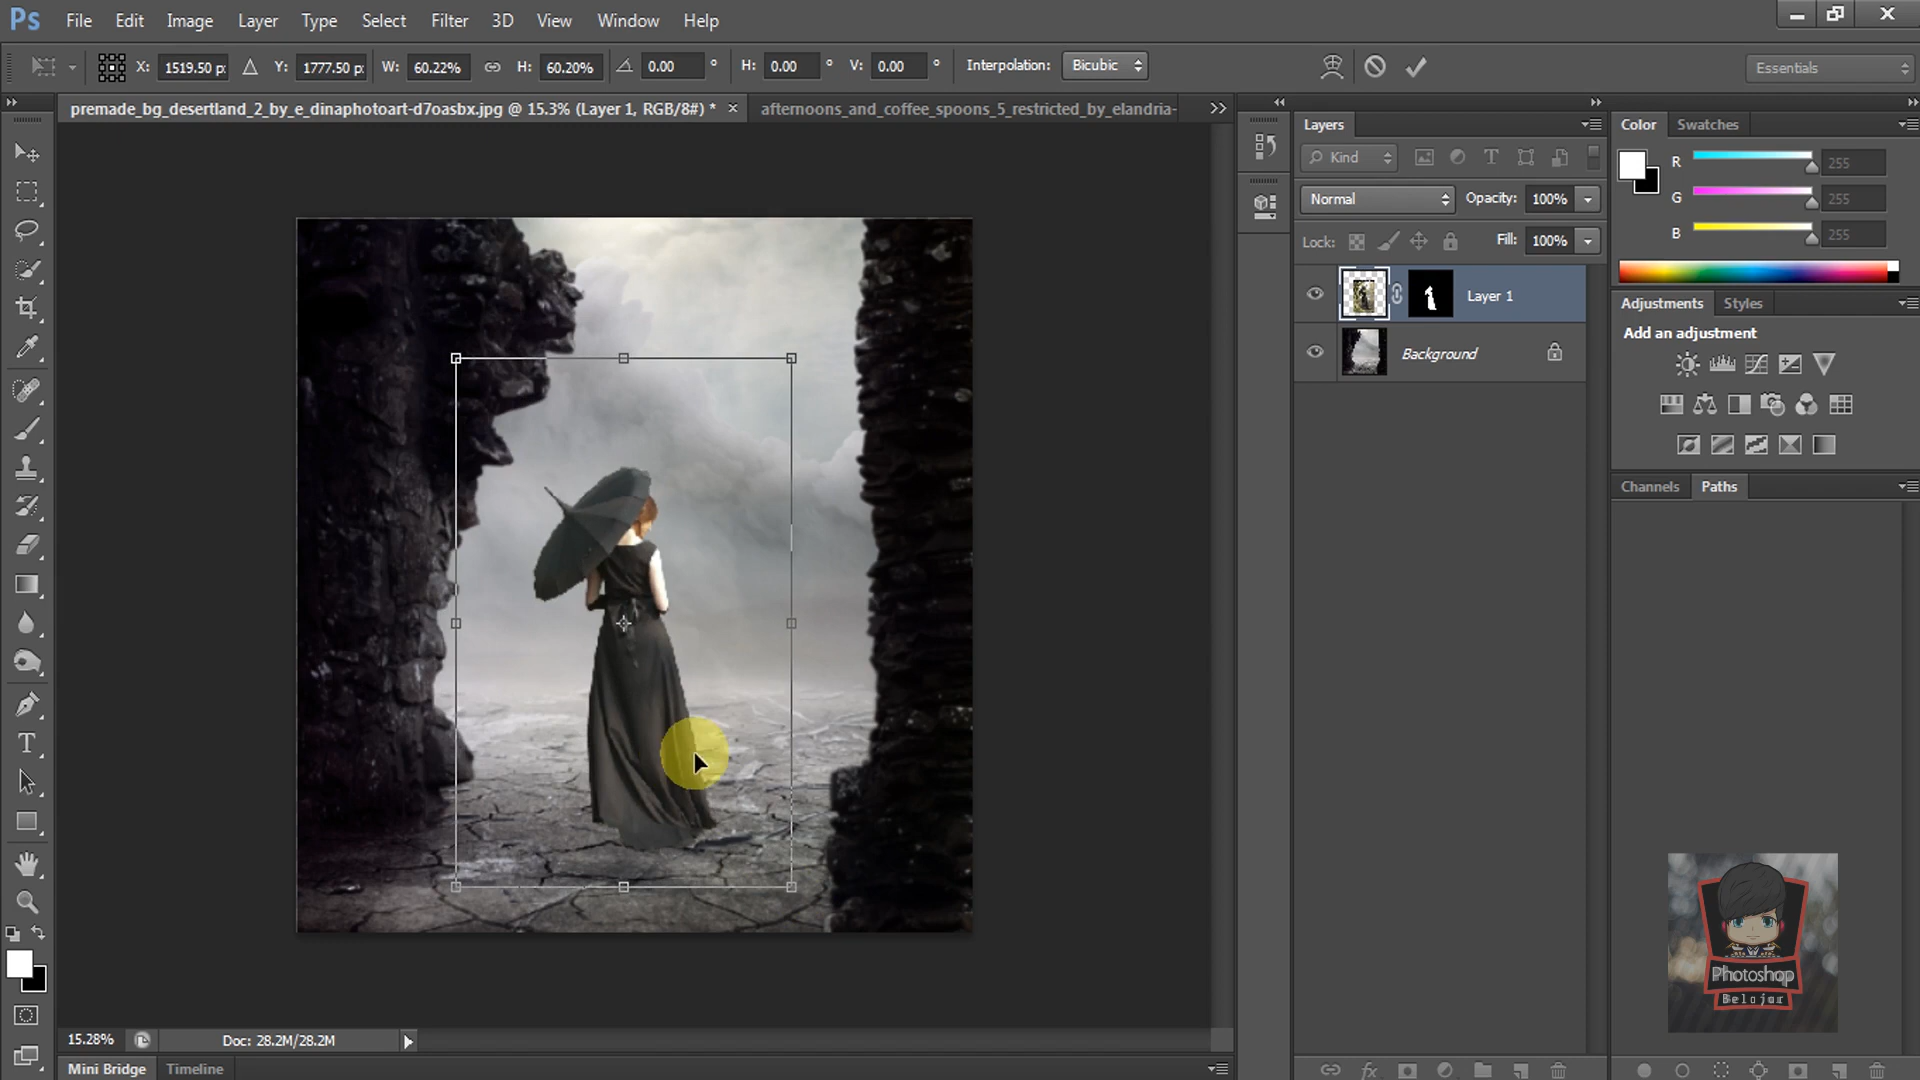 Ps File Edit Image Layer Type Select Filter 3D View Window Help
X: 1519.50 p Y: 1777.50 p W: 60.22% H: 60.20% 0.00 ° H: 0.00 ° V: 0.00 ° Interpolation: Bicubic Essentials
premade_bg_desertland_2_by_e_dinaphotoart-d7oasbx.jpg @ 15.3% (Layer 1, RGB/8#) * × afternoons_and_coffee_spoons_5_restricted_by_elandria-
Layers
Kind
Normal Opacity: 100%
Lock: Fill: 100%
Layer 1
Background
Color Swatches
R 255
G 255
B 255
Adjustments Styles
Add an adjustment
Channels Paths
Photoshop
Belajar
15.28% Doc: 28.2M/28.2M
Mini Bridge Timeline